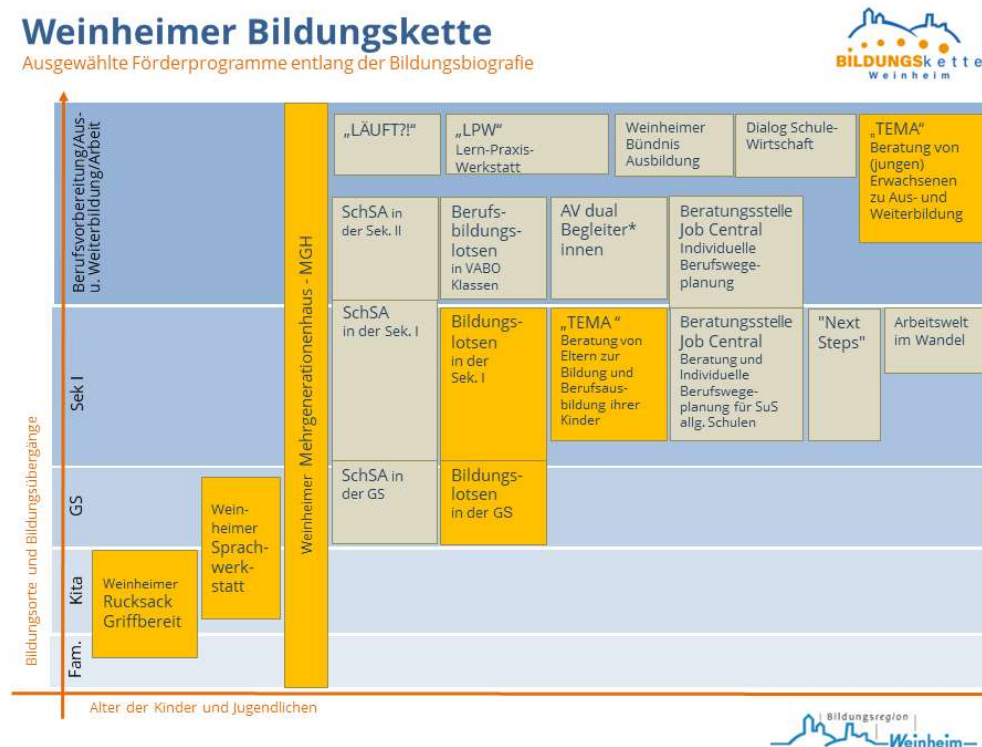 Weinheimer Bildungskette
Ausgewählte Förderprogramme entlang der Bildungsbiografie
BILDUNGSkette
Weinheim
Bildungsorte und Bildungsübergänge
Berufsvorbereitung/Aus-
u. Weiterbildung/Arbeit
Sek I
GS
Kita
Fam.
Weinheimer
Rucksack
Griffbereit
Wein-
heimer
Sprach-
werk-
statt
Weinheimer Mehrgenerationenhaus - MGH
„LÄUFT?!“
„LPW“
Lern-Praxis-
Werkstatt
Weinheimer
Bündnis
Ausbildung
Dialog Schule-
Wirtschaft
„TEMA“
Beratung von
(jungen)
Erwachsenen
zu Aus- und
Weiterbildung
SchSA in
der Sek. II
Berufs-
bildungs-
lotsen
in VABO
Klassen
AV dual
Begleiter*
innen
Beratungsstelle
Job Central
Individuelle
Berufswege-
planung
SchSA
in der Sek. I
Bildungs-
lotsen
in der
Sek. I
„TEMA “
Beratung von
Eltern zur
Bildung und
Berufsaus-
bildung ihrer
Kinder
Beratungsstelle
Job Central
Beratung und
Individuelle
Berufswege-
planung für SuS
allg. Schulen
"Next
Steps"
Arbeitswelt
im Wandel
SchSA in
der GS
Bildungs-
lotsen
in der GS
Alter der Kinder und Jugendlichen
Bildungsregion
Weinheim